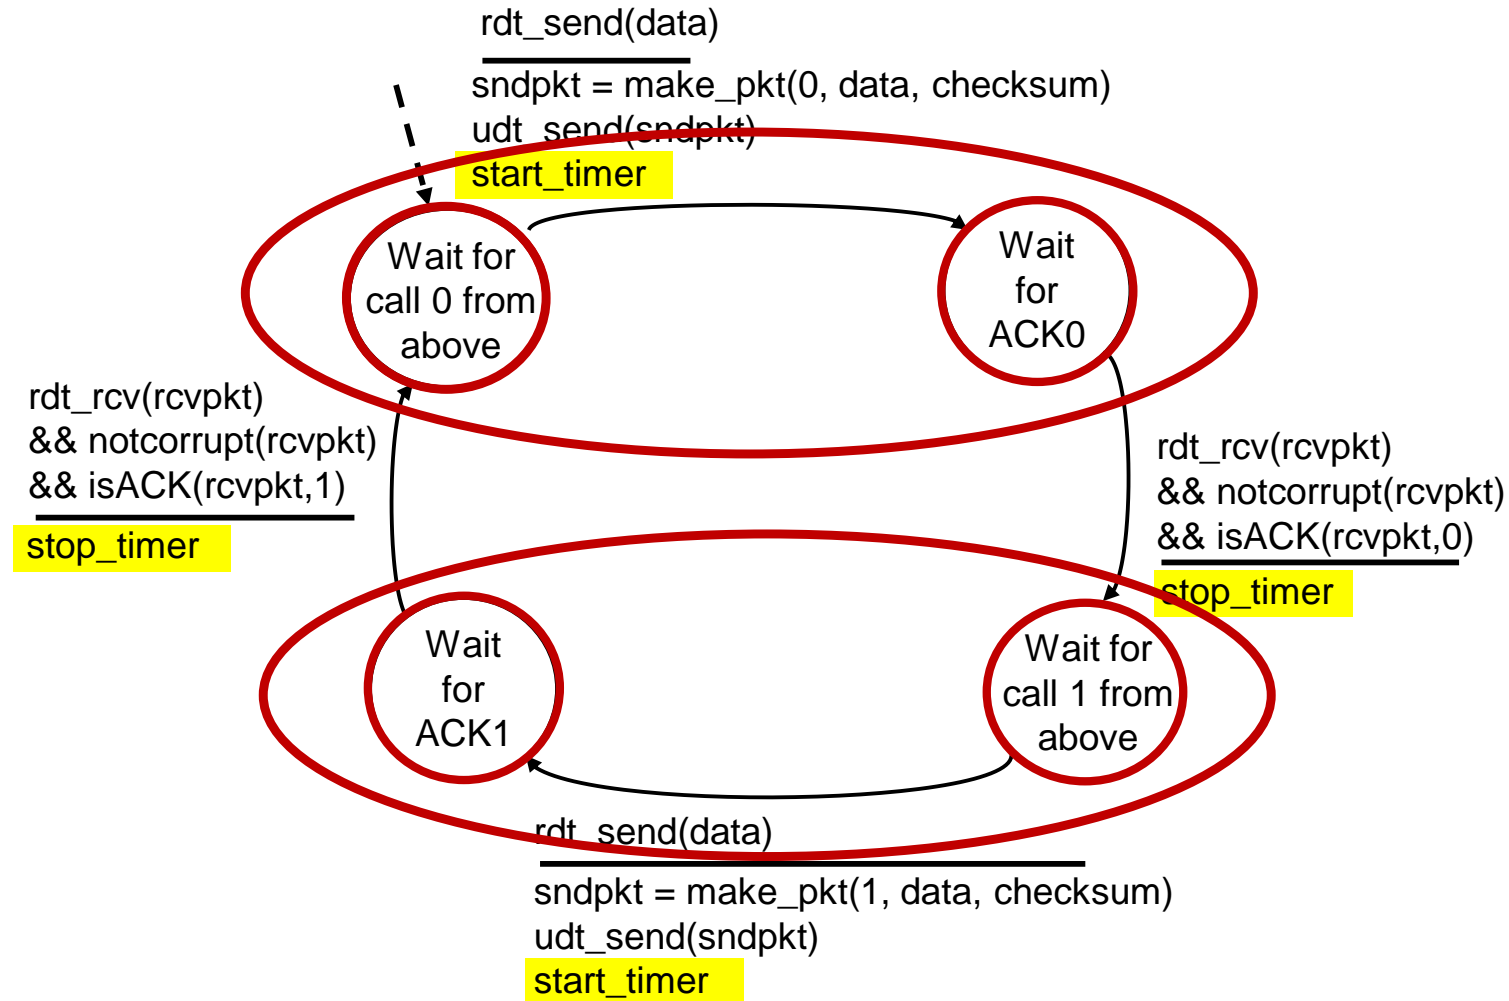 rdt_send(data)
sndpkt = make_pkt(0, data, checksum)
udt_send(sndpkt)
start_timer
Wait for
call 0 from
above
Wait
for
ACK0
rdt_rcv(rcvpkt)
&& notcorrupt(rcvpkt)
&& isACK(rcvpkt,1)
stop_timer
rdt_rcv(rcvpkt)
&& notcorrupt(rcvpkt)
&& isACK(rcvpkt,0)
stop_timer
Wait
for
ACK1
Wait for
call 1 from
above
rdt_send(data)
sndpkt = make_pkt(1, data, checksum)
udt_send(sndpkt)
start_timer